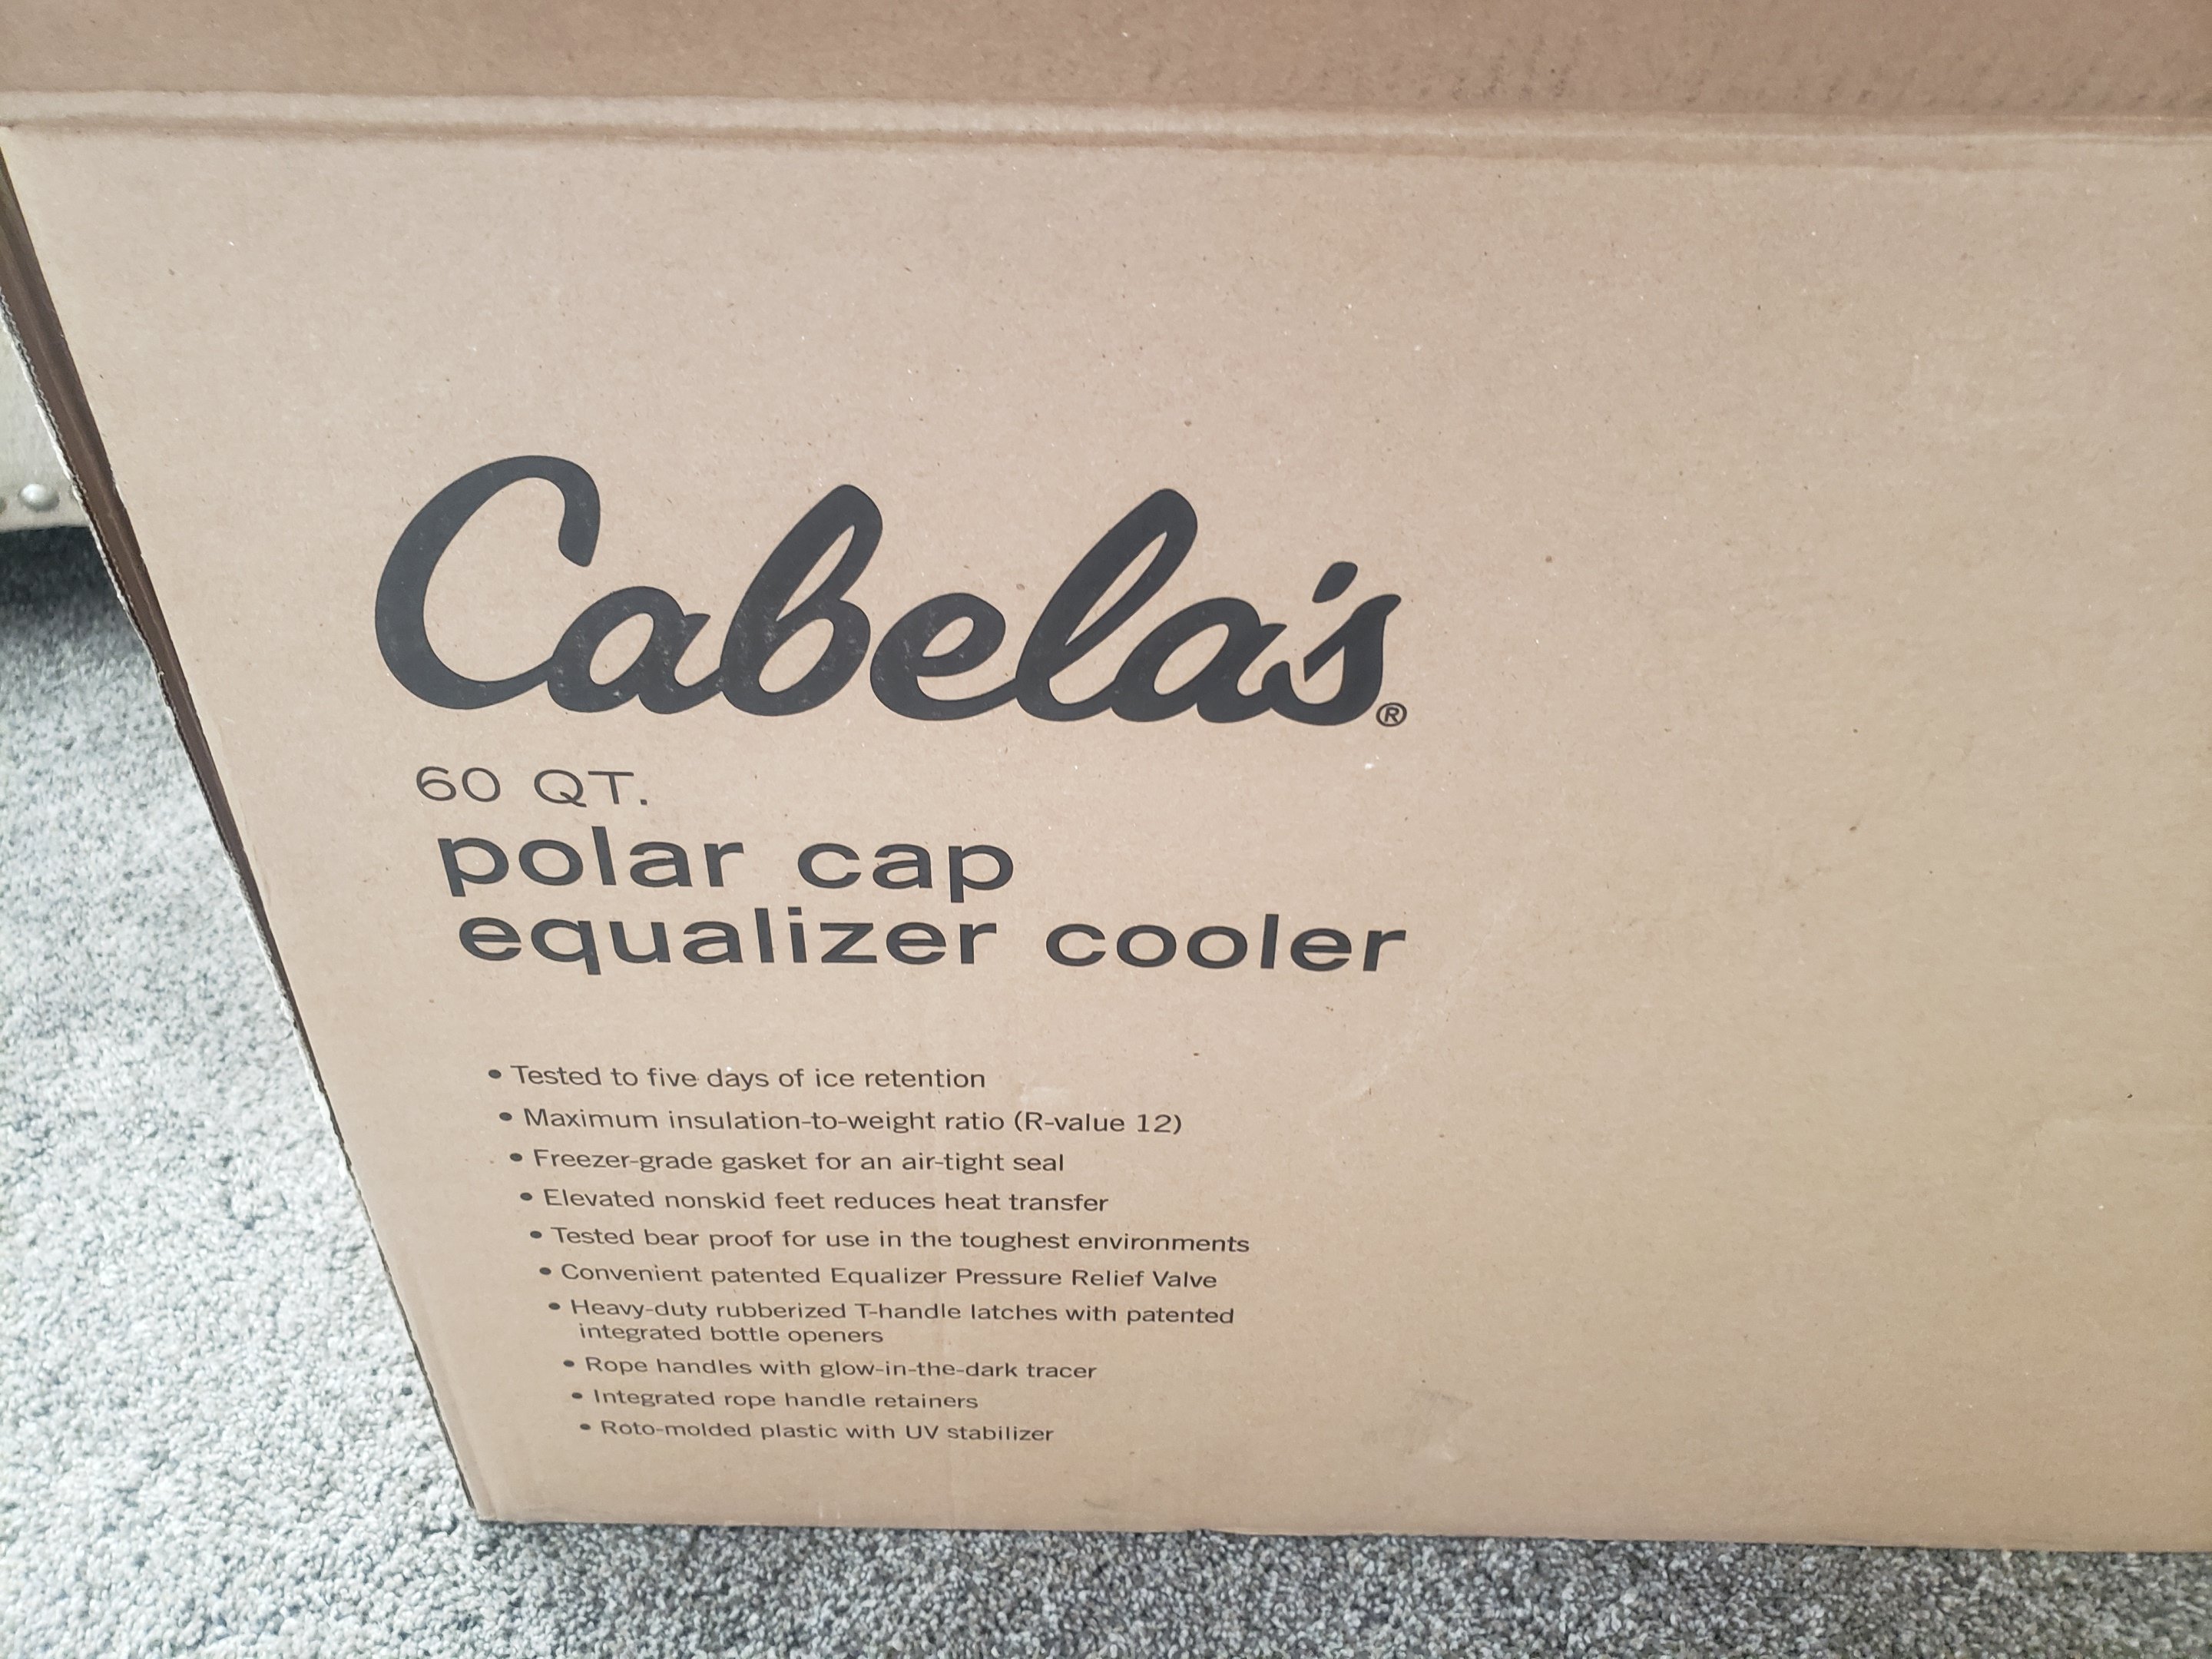 Cabela's®
60 QT.
polar cap
equalizer cooler
• Tested to five days of ice retention
• Maximum insulation-to-weight ratio (R-value 12)
• Freezer-grade gasket for an air-tight seal
• Elevated nonskid feet reduces heat transfer
• Tested bear proof for use in the toughest environments
• Convenient patented Equalizer Pressure Relief Valve
• Heavy-duty rubberized T-handle latches with patented
integrated bottle openers
• Rope handles with glow-in-the-dark tracer
• Integrated rope handle retainers
• Roto-molded plastic with UV stabilizer